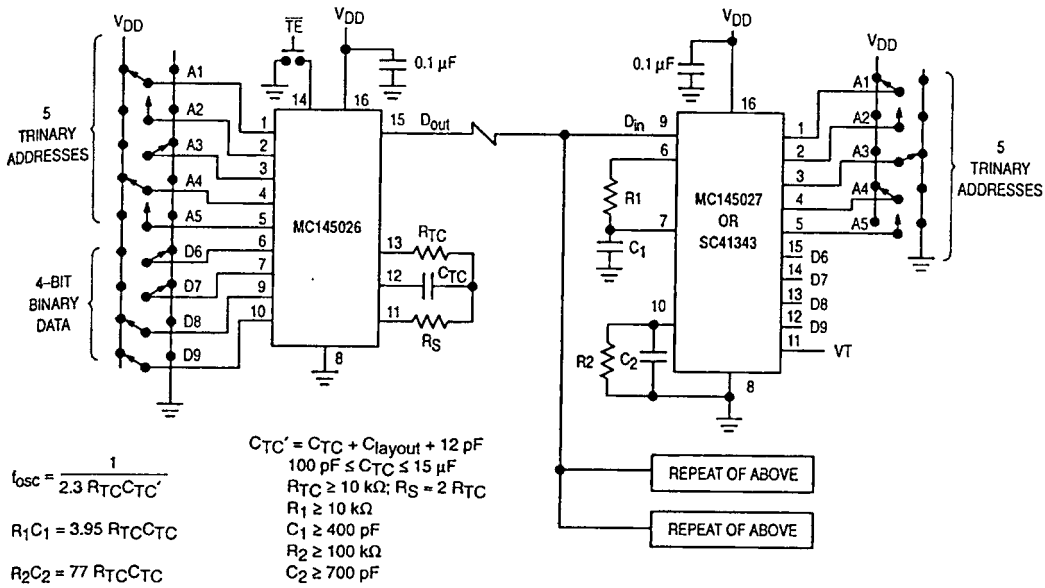 VDD
5
TRINARY
ADDRESSES
4–BIT
BINARY
DATA
A1
A2
A3
A4
A5
D6
D7
D8
D9
TE
VDD
0.1 µF
14
16
1
2
3
4
5
6
7
9
10
MC145026
15
Dout
13
RTC
12
CTC
11
RS
8
VDD
0.1 µF
16
Din
9
6
R1
7
C1
10
R2
C2
MC145027
OR
SC41343
1
2
3
4
5
15
D6
14
D7
13
D8
12
D9
11
VT
8
VDD
A1
A2
A3
A4
A5
5
TRINARY
ADDRESSES
REPEAT OF ABOVE
REPEAT OF ABOVE
fosc = 1 / 2.3 RTCCTC′
R1C1 = 3.95 RTCCTC
R2C2 = 77 RTCCTC
CTC′ = CTC + Clayout + 12 pF
100 pF ≤ CTC ≤ 15 µF
RTC ≥ 10 kΩ; RS ≈ 2 RTC
R1 ≥ 10 kΩ
C1 ≥ 400 pF
R2 ≥ 100 kΩ
C2 ≥ 700 pF